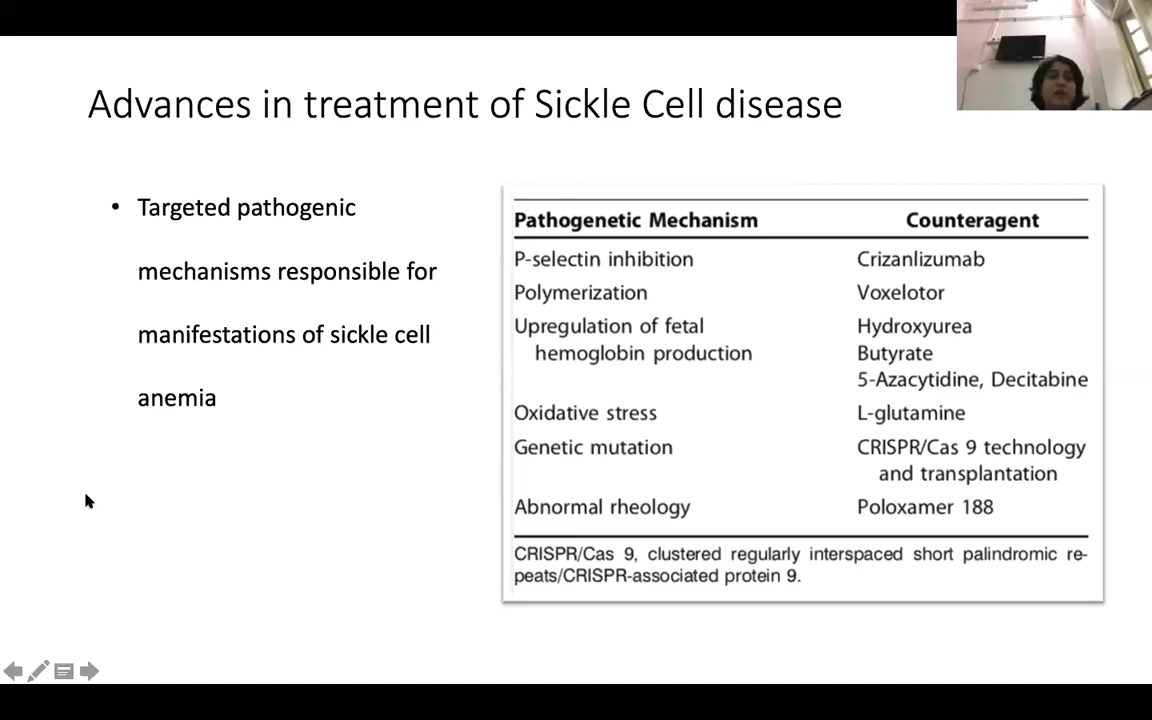 Advances in treatment of Sickle Cell disease
• Targeted pathogenic
mechanisms responsible for
manifestations of sickle cell
anemia
Pathogenetic Mechanism Counteragent
P-selectin inhibition Crizanlizumab
Polymerization Voxelotor
Upregulation of fetal Hydroxyurea
hemoglobin production Butyrate
5-Azacytidine, Decitabine
Oxidative stress L-glutamine
Genetic mutation CRISPR/Cas 9 technology
and transplantation
Abnormal rheology Poloxamer 188
CRISPR/Cas 9, clustered regularly interspaced short palindromic re-
peats/CRISPR-associated protein 9.